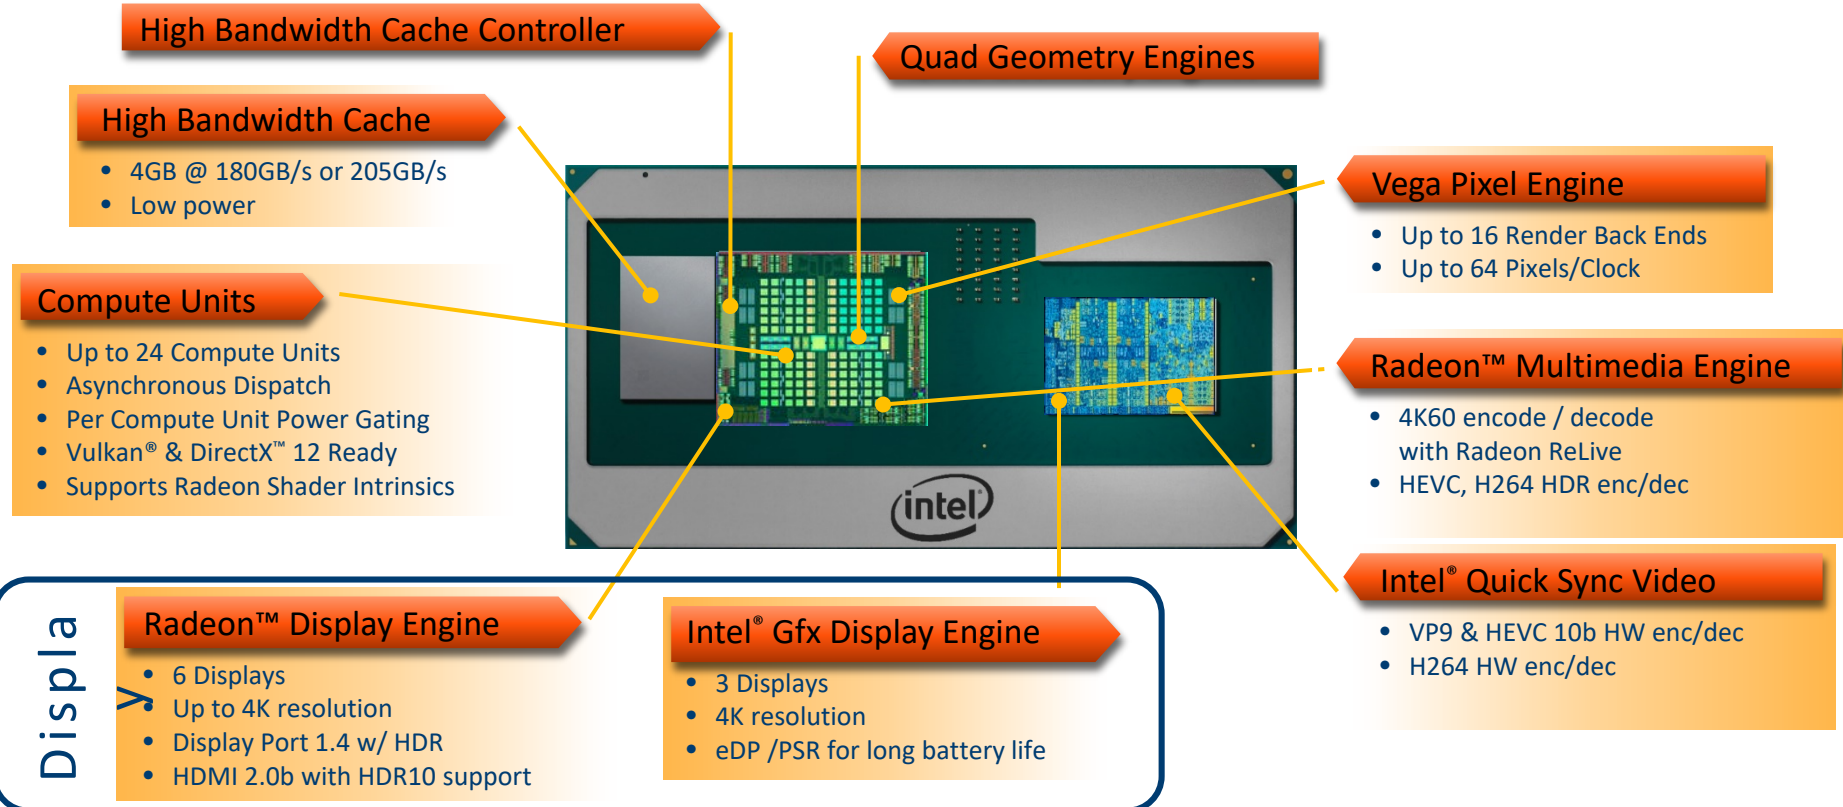 High Bandwidth Cache Controller
Quad Geometry Engines
High Bandwidth Cache
• 4GB @ 180GB/s or 205GB/s
• Low power
Vega Pixel Engine
• Up to 16 Render Back Ends
• Up to 64 Pixels/Clock
Compute Units
• Up to 24 Compute Units
• Asynchronous Dispatch
• Per Compute Unit Power Gating
• Vulkan® & DirectX™ 12 Ready
• Supports Radeon Shader Intrinsics
Radeon™ Multimedia Engine
• 4K60 encode / decode
with Radeon ReLive
• HEVC, H264 HDR enc/dec
intel
Intel® Quick Sync Video
• VP9 & HEVC 10b HW enc/dec
• H264 HW enc/dec
Displa
y
Radeon™ Display Engine
• 6 Displays
• Up to 4K resolution
• Display Port 1.4 w/ HDR
• HDMI 2.0b with HDR10 support
Intel® Gfx Display Engine
• 3 Displays
• 4K resolution
• eDP /PSR for long battery life